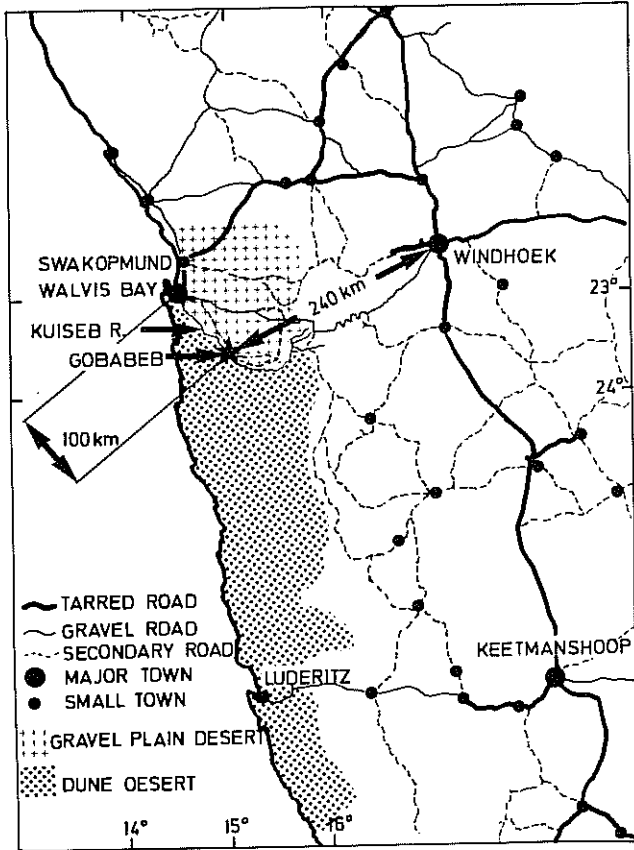 SWAKOPMUND
WALVIS BAY
KUISEB R.
GOBABEB
240 km
WINDHOEK
23°
24°
100 km
TARRED ROAD
GRAVEL ROAD
SECONDARY ROAD
MAJOR TOWN
SMALL TOWN
GRAVEL PLAIN DESERT
DUNE OESERT
LUDERITZ
KEETMANSHOOP
14°
15°
16°